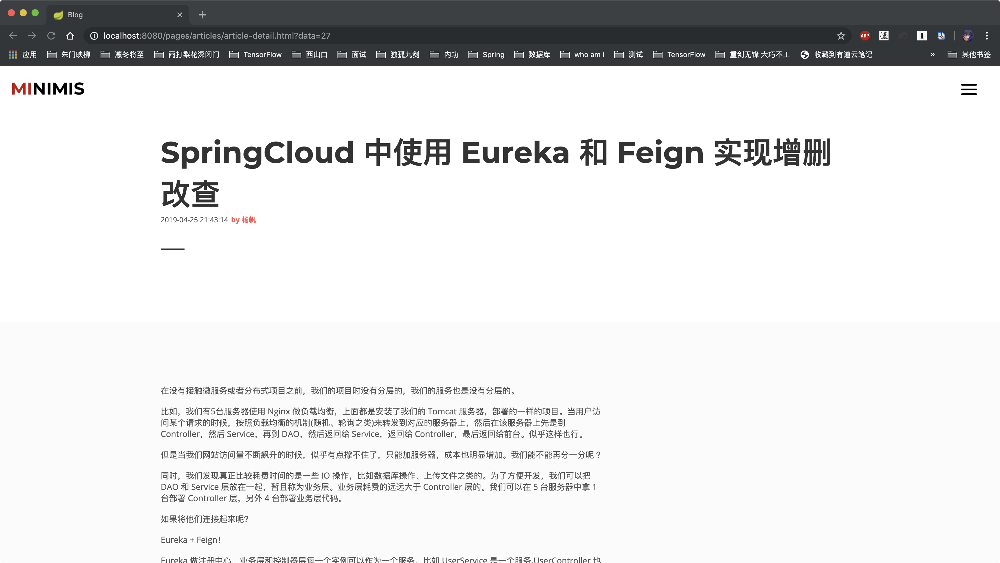 Blog
localhost:8080/pages/articles/article-detail.html?data=27
ABP
应用 朱门映柳 凛冬将至 雨打梨花深闭门 TensorFlow 西山口 面试 独孤九剑 内功 Spring 数据库 who am i 测试 TensorFlow 重剑无锋 大巧不工 收藏到有道云笔记 » 其他书签
MINIMIS
SpringCloud 中使用 Eureka 和 Feign 实现增删
改查
2019-04-25 21:43:14 by 杨帆
在没有接触微服务或者分布式项目之前，我们的项目时没有分层的，我们的服务也是没有分层的。
比如，我们有5台服务器使用 Nginx 做负载均衡，上面都是安装了我们的 Tomcat 服务器，部署的一样的项目。当用户访
问某个请求的时候，按照负载均衡的机制(随机、轮询之类)来转发到对应的服务器上，然后在该服务器上先是到
Controller，然后 Service，再到 DAO，然后返回给 Service，返回给 Controller，最后返回给前台。似乎这样也行。
但是当我们网站访问量不断飙升的时候，似乎有点撑不住了，只能加服务器，成本也明显增加。我们能不能再分一分呢？
同时，我们发现真正比较耗费时间的是一些 IO 操作，比如数据库操作、上传文件之类的。为了方便开发，我们可以把
DAO 和 Service 层放在一起，暂且称为业务层。业务层耗费的远远大于 Controller 层的。我们可以在 5 台服务器中拿 1
台部署 Controller 层，另外 4 台部署业务层代码。
如果将他们连接起来呢?
Eureka + Feign！
Eureka 做注册中心，业务层和控制器层每一个实例可以作为一个服务，比如 UserService 是一个服务,UserController 也